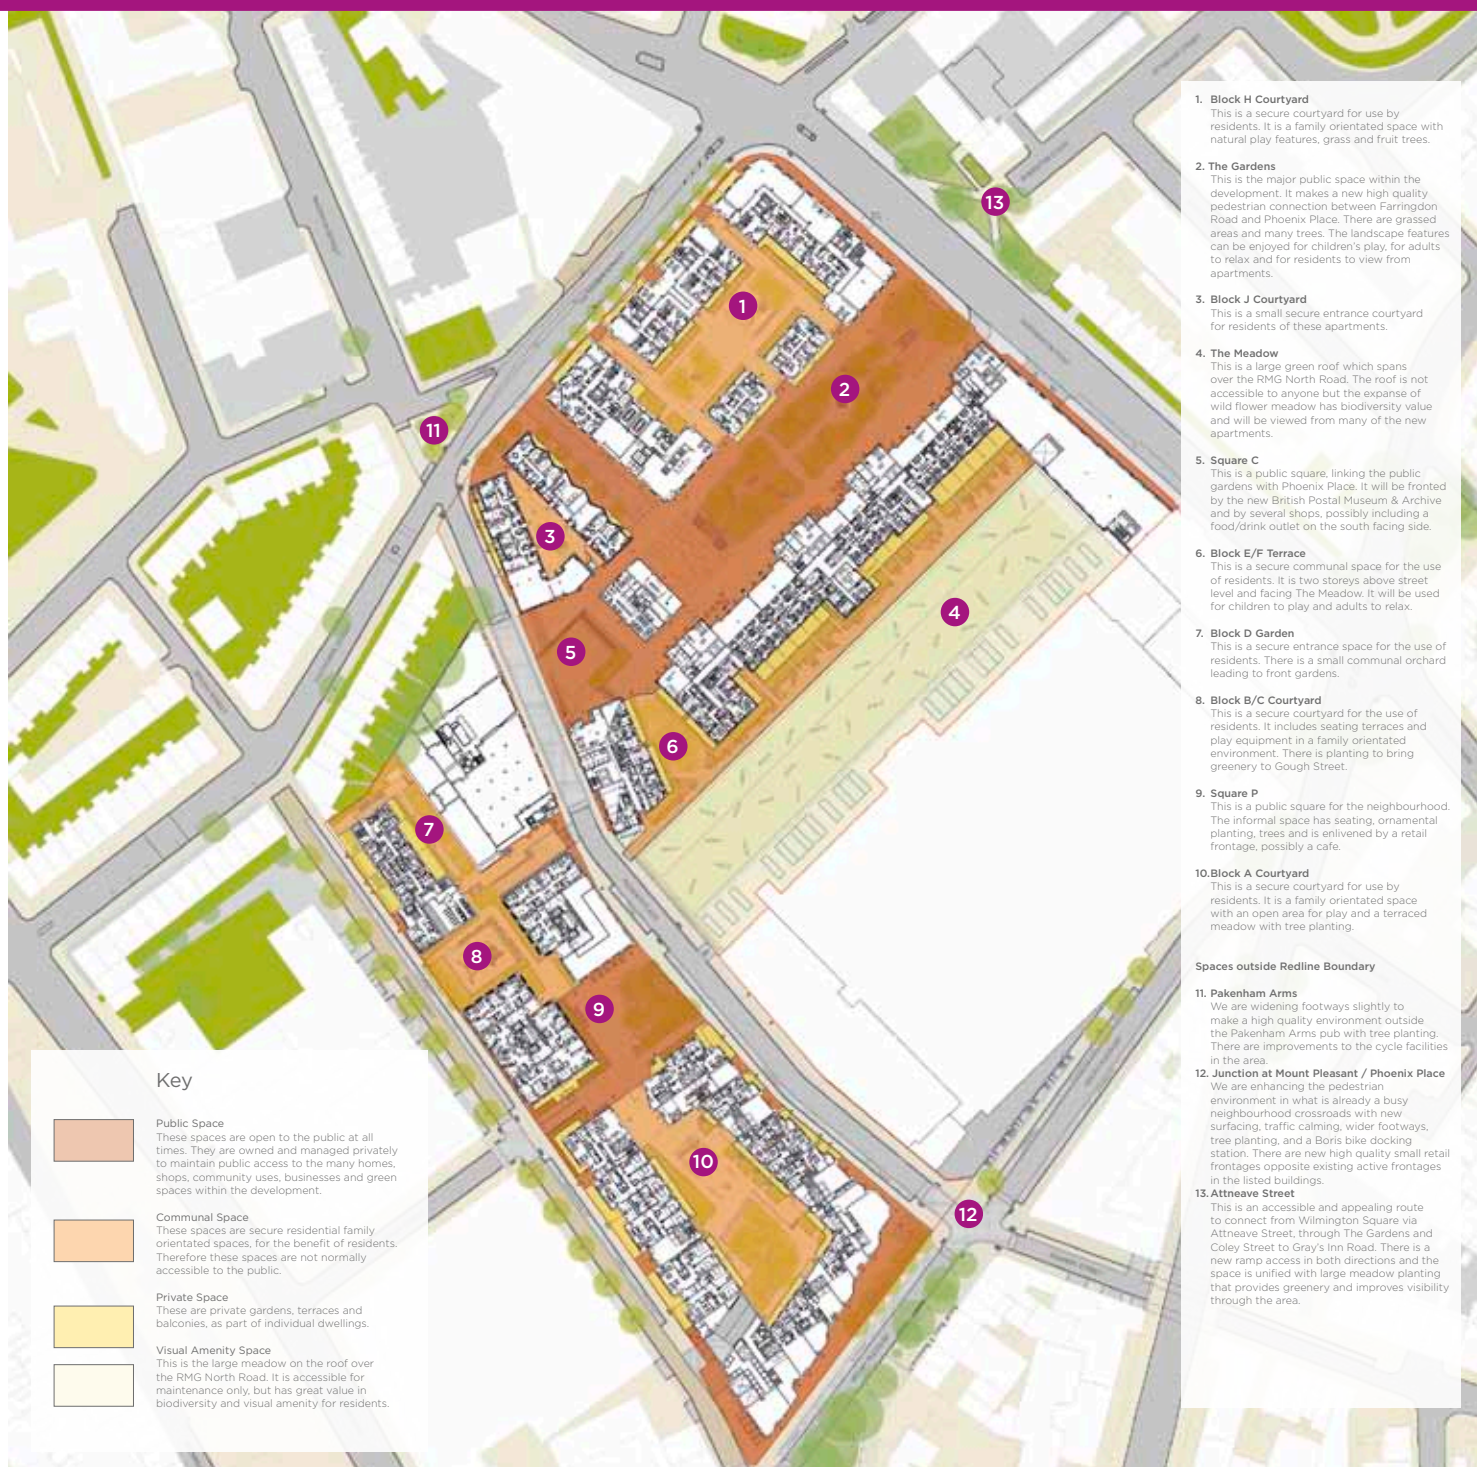 1. Block H Courtyard
This is a secure courtyard for use by
residents. It is a family orientated space with
natural play features, grass and fruit trees.
2. The Gardens
This is the major public space within the
development. It makes a new high quality
pedestrian connection between Farringdon
Road and Phoenix Place. There are grassed
areas and many trees. The landscape features
can be enjoyed for children's play, for adults
to relax and for residents to view from
apartments.
3. Block J Courtyard
This is a small secure entrance courtyard
for residents of these apartments.
4. The Meadow
This is a large green roof which spans
over the RMG North Road. The roof is not
accessible to anyone but the expanse of
wild flower meadow has biodiversity value
and will be viewed from many of the new
apartments.
5. Square C
This is a public square, linking the public
gardens with Phoenix Place. It will be fronted
by the new British Postal Museum & Archive
and by several shops, possibly including a
food/drink outlet on the south facing side.
6. Block E/F Terrace
This is a secure communal space for the use
of residents. It is two storeys above street
level and facing The Meadow. It will be used
for children to play and adults to relax.
7. Block D Garden
This is a secure entrance space for the use of
residents. There is a small communal orchard
leading to front gardens.
8. Block B/C Courtyard
This is a secure courtyard for the use of
residents. It includes seating terraces and
play equipment in a family orientated
environment. There is planting to bring
greenery to Gough Street.
9. Square P
This is a public square for the neighbourhood.
The informal space has seating, ornamental
planting, trees and is enlivened by a retail
frontage, possibly a cafe.
10. Block A Courtyard
This is a secure courtyard for use by
residents. It is a family orientated space
with an open area for play and a terraced
meadow with tree planting.
Spaces outside Redline Boundary
11. Pakenham Arms
We are widening footways slightly to
make a high quality environment outside
the Pakenham Arms pub with tree planting.
There are improvements to the cycle facilities
in the area.
12. Junction at Mount Pleasant / Phoenix Place
We are enhancing the pedestrian
environment in what is already a busy
neighbourhood crossroads with new
surfacing, traffic calming, wider footways,
tree planting, and a Boris bike docking
station. There are new high quality small retail
frontages opposite existing active frontages
in the listed buildings.
13. Attneave Street
This is an accessible and appealing route
to connect from Wilmington Square via
Attneave Street, through The Gardens and
Coley Street to Gray's Inn Road. There is a
new ramp access in both directions and the
space is unified with large meadow planting
that provides greenery and improves visibility
through the area.
13
1
2
11
3
4
5
6
7
8
9
10
12
Key
Public Space
These spaces are open to the public at all
times. They are owned and managed privately
to maintain public access to the many homes,
shops, community uses, businesses and green
spaces within the development.
Communal Space
These spaces are secure residential family
orientated spaces, for the benefit of residents.
Therefore these spaces are not normally
accessible to the public.
Private Space
These are private gardens, terraces and
balconies, as part of individual dwellings.
Visual Amenity Space
This is the large meadow on the roof over
the RMG North Road. It is accessible for
maintenance only, but has great value in
biodiversity and visual amenity for residents.